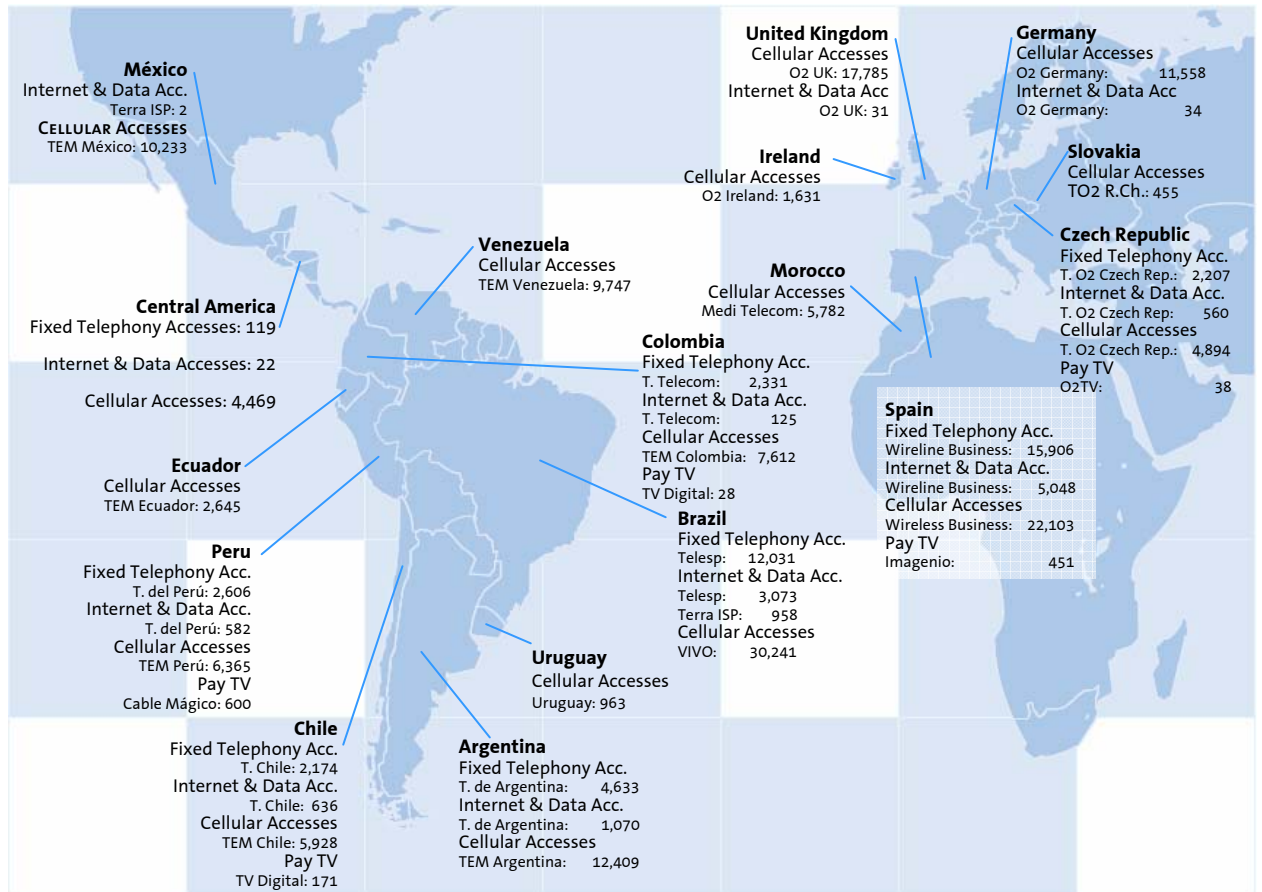 México
Internet & Data Acc.
Terra ISP: 2
CELLULAR ACCESSES
TEM México: 10,233
Central America
Fixed Telephony Accesses: 119
Internet & Data Accesses: 22
Cellular Accesses: 4,469
Ecuador
Cellular Accesses
TEM Ecuador: 2,645
Peru
Fixed Telephony Acc.
T. del Perú: 2,606
Internet & Data Acc.
T. del Perú: 582
Cellular Accesses
TEM Perú: 6,365
Pay TV
Cable Mágico: 600
Chile
Fixed Telephony Acc.
T. Chile: 2,174
Internet & Data Acc.
T. Chile: 636
Cellular Accesses
TEM Chile: 5,928
Pay TV
TV Digital: 171
Venezuela
Cellular Accesses
TEM Venezuela: 9,747
Colombia
Fixed Telephony Acc.
T. Telecom: 2,331
Internet & Data Acc.
T. Telecom: 125
Cellular Accesses
TEM Colombia: 7,612
Pay TV
TV Digital: 28
Brazil
Fixed Telephony Acc.
Telesp: 12,031
Internet & Data Acc.
Telesp: 3,073
Terra ISP: 958
Cellular Accesses
VIVO: 30,241
Uruguay
Cellular Accesses
Uruguay: 963
Argentina
Fixed Telephony Acc.
T. de Argentina: 4,633
Internet & Data Acc.
T. de Argentina: 1,070
Cellular Accesses
TEM Argentina: 12,409
United Kingdom
Cellular Accesses
O2 UK: 17,785
Internet & Data Acc
O2 UK: 31
Ireland
Cellular Accesses
O2 Ireland: 1,631
Morocco
Cellular Accesses
Medi Telecom: 5,782
Germany
Cellular Accesses
O2 Germany: 11,558
Internet & Data Acc
O2 Germany: 34
Slovakia
Cellular Accesses
TO2 R.Ch.: 455
Czech Republic
Fixed Telephony Acc.
T. O2 Czech Rep.: 2,207
Internet & Data Acc.
T. O2 Czech Rep: 560
Cellular Accesses
T. O2 Czech Rep.: 4,894
Pay TV
O2TV: 38
Spain
Fixed Telephony Acc.
Wireline Business: 15,906
Internet & Data Acc.
Wireline Business: 5,048
Cellular Accesses
Wireless Business: 22,103
Pay TV
Imagenio: 451